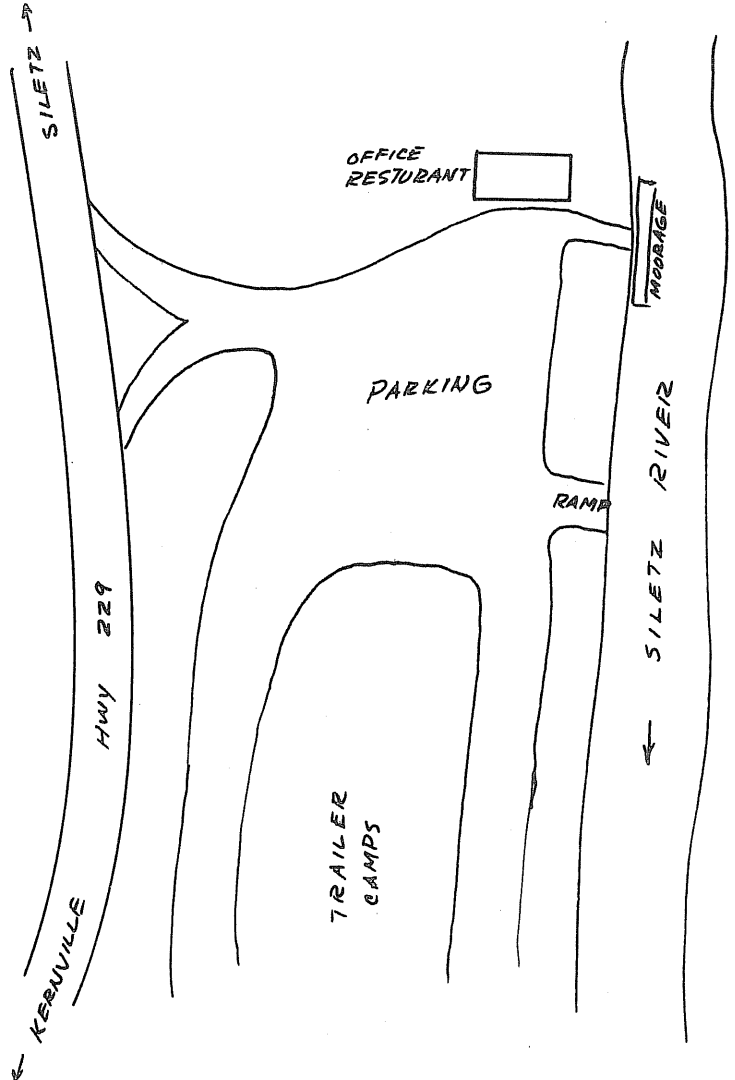 SILETZ →
OFFICE
RESTURANT
MOORAGE
PARKING
RAMP
SILETZ RIVER
←
HWY 229
TRAILER
CAMPS
← KERNVILLE